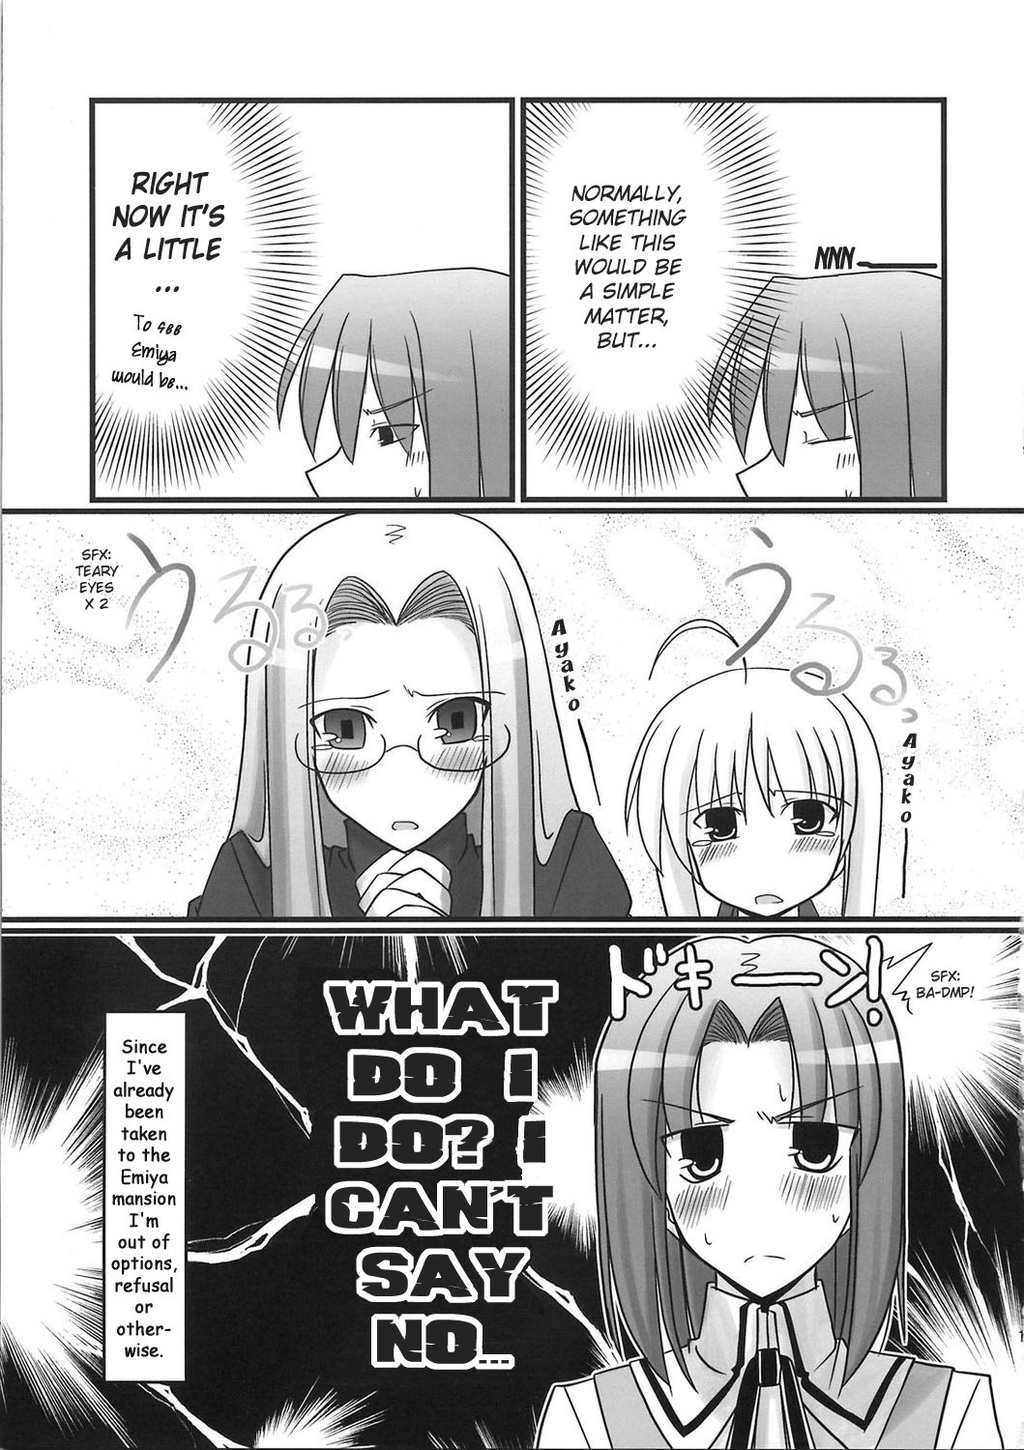 NNN
NORMALLY,
SOMETHING
LIKE THIS
WOULD BE
A SIMPLE
MATTER,
BUT...
RIGHT
NOW IT'S
A LITTLE
...
To see
Emiya
would be...
うるるっ
Ayako
うるるっ
Ayako
SFX:
TEARY
EYES
X 2
ドキーン!
SFX:
BA-DMP!
WHAT
DO I
DO? I
CAN'T
SAY
NO...
Since
I've
already
been
taken
to the
Emiya
mansion
I'm
out of
options,
refusal
or
other-
wise.